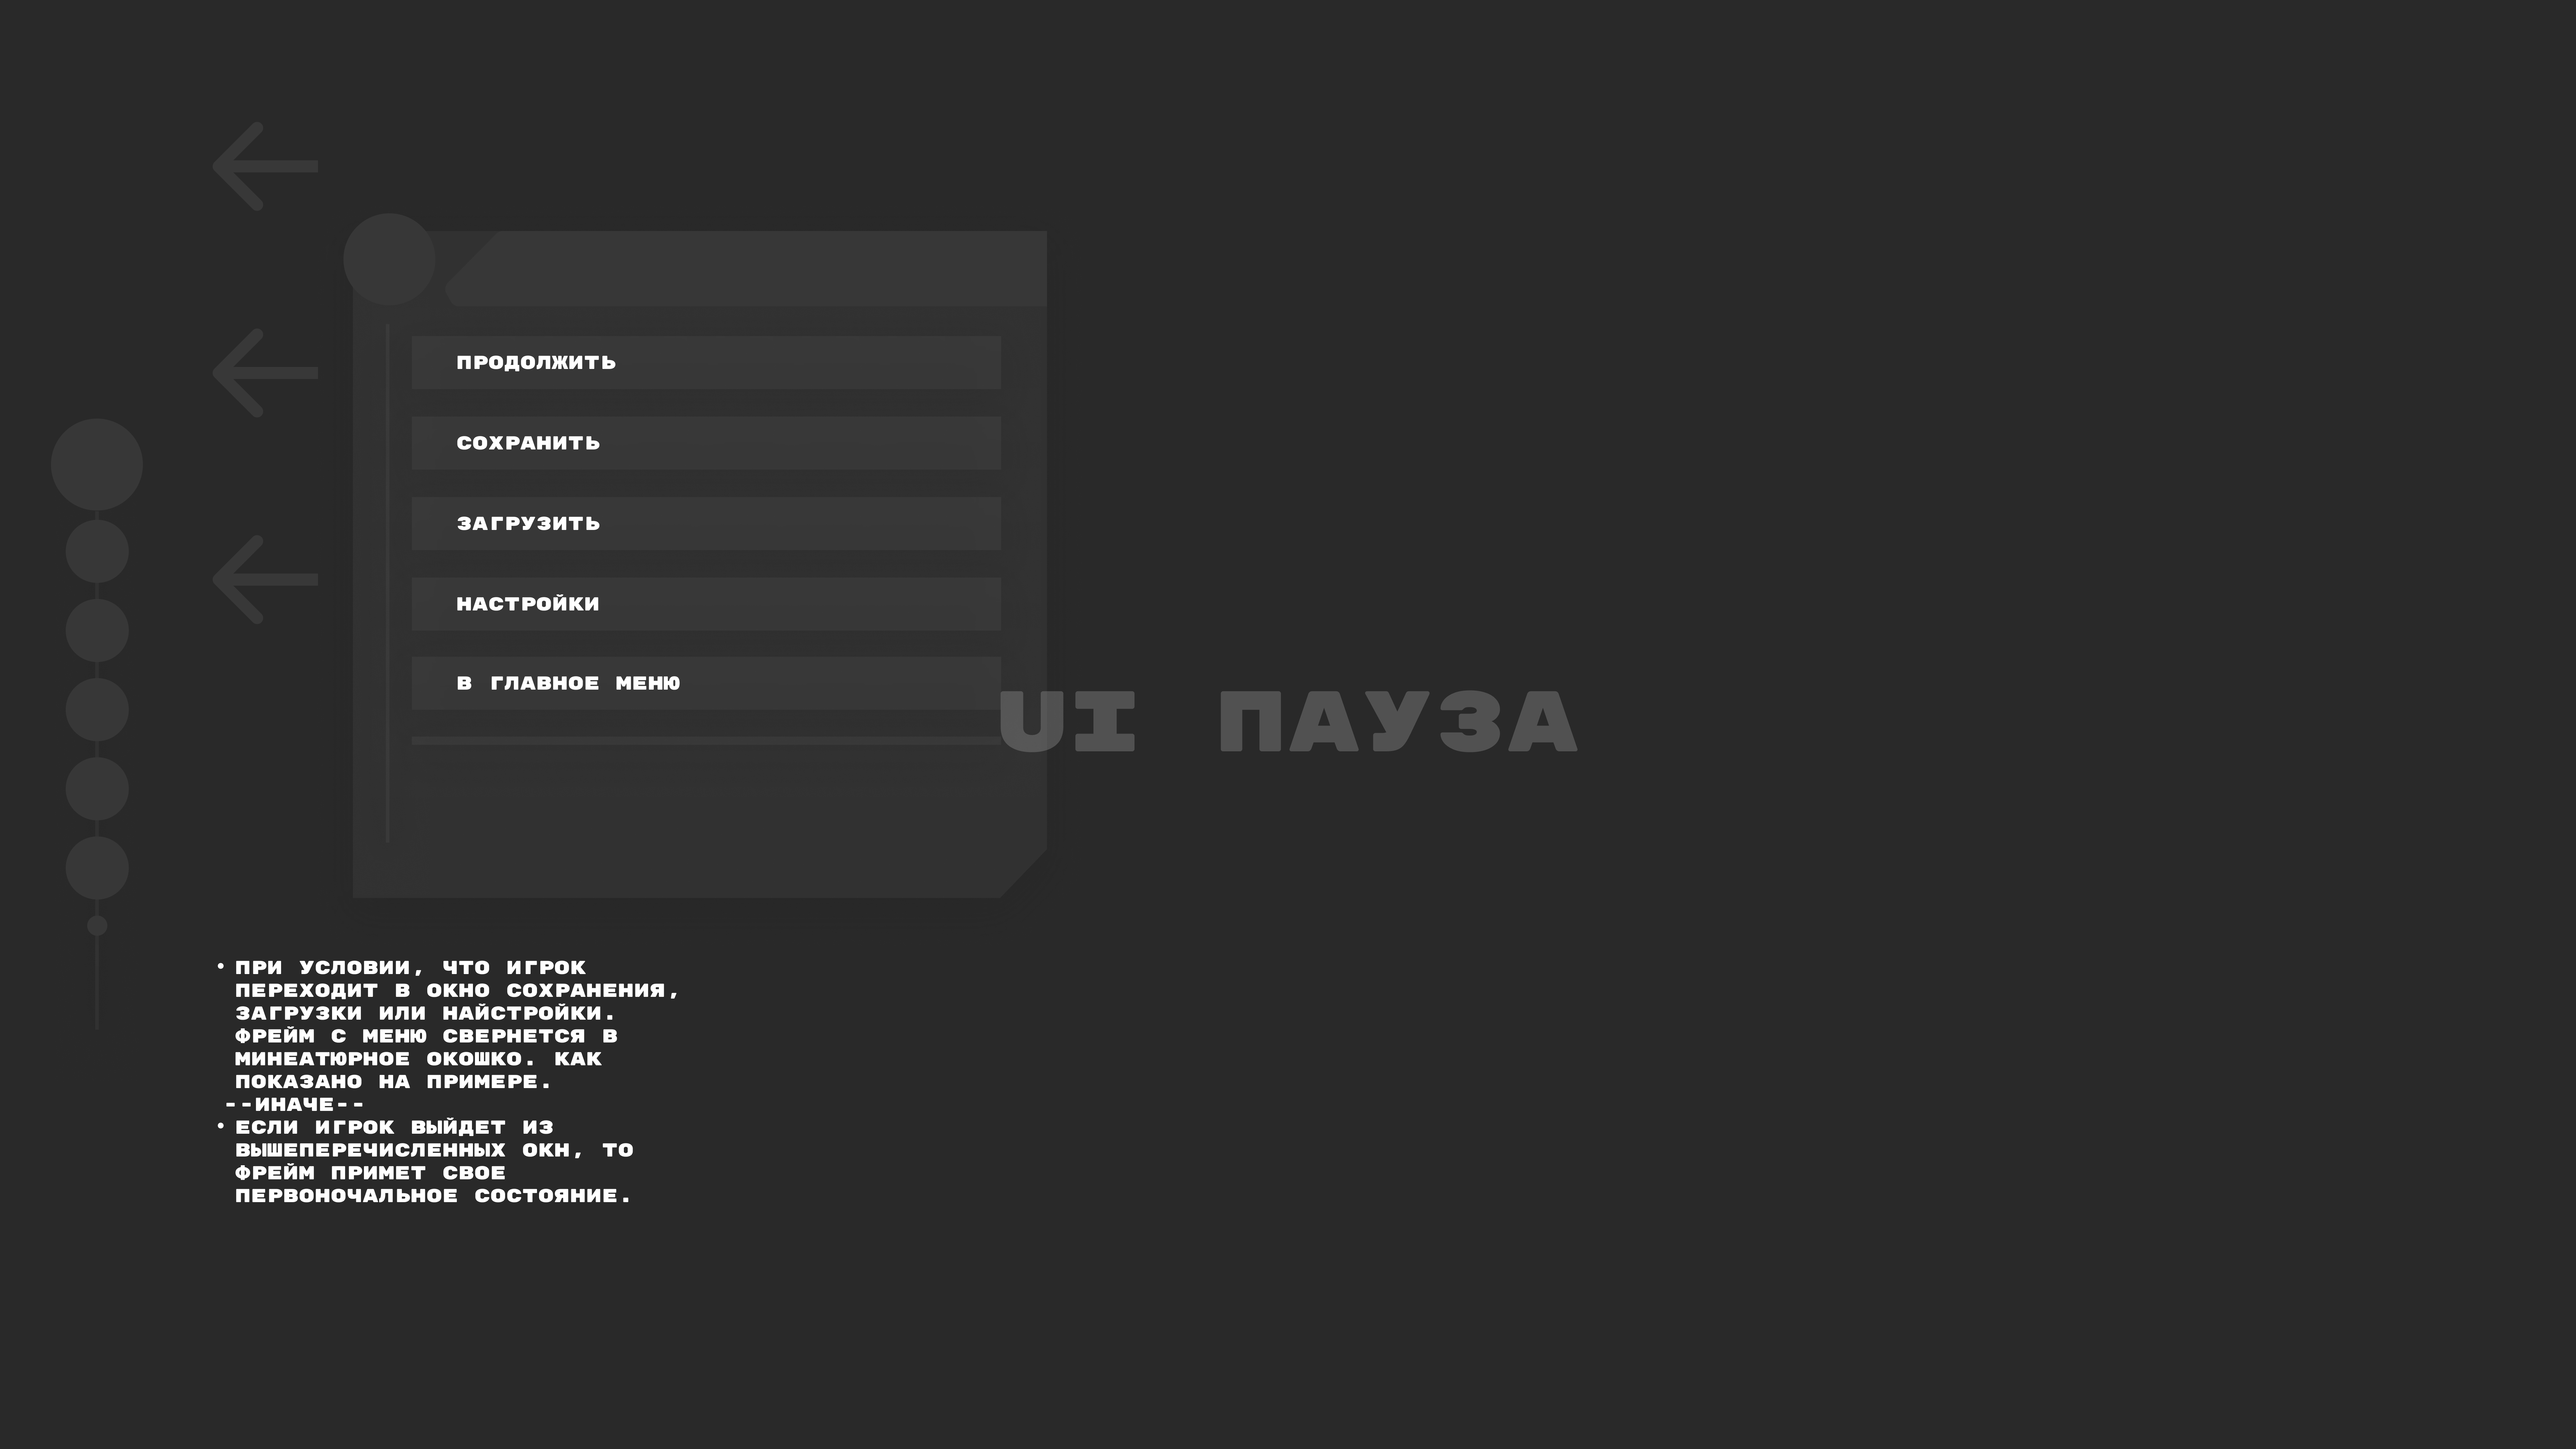 ПРОДОЛЖИТЬ
СОХРАНИТЬ
ЗАГРУЗИТЬ
НАСТРОЙКИ
В ГЛАВНОЕ МЕНЮ
UI ПАУЗА
• ПРИ УСЛОВИИ, ЧТО ИГРОК
ПЕРЕХОДИТ В ОКНО СОХРАНЕНИЯ,
ЗАГРУЗКИ ИЛИ НАЙСТРОЙКИ.
ФРЕЙМ С МЕНЮ СВЕРНЕТСЯ В
МИНЕАТЮРНОЕ ОКОШКО. КАК
ПОКАЗАНО НА ПРИМЕРЕ.
--ИНАЧЕ--
• ЕСЛИ ИГРОК ВЫЙДЕТ ИЗ
ВЫШЕПЕРЕЧИСЛЕННЫХ ОКН, ТО
ФРЕЙМ ПРИМЕТ СВОЕ
ПЕРВОНОЧАЛЬНОЕ СОСТОЯНИЕ.